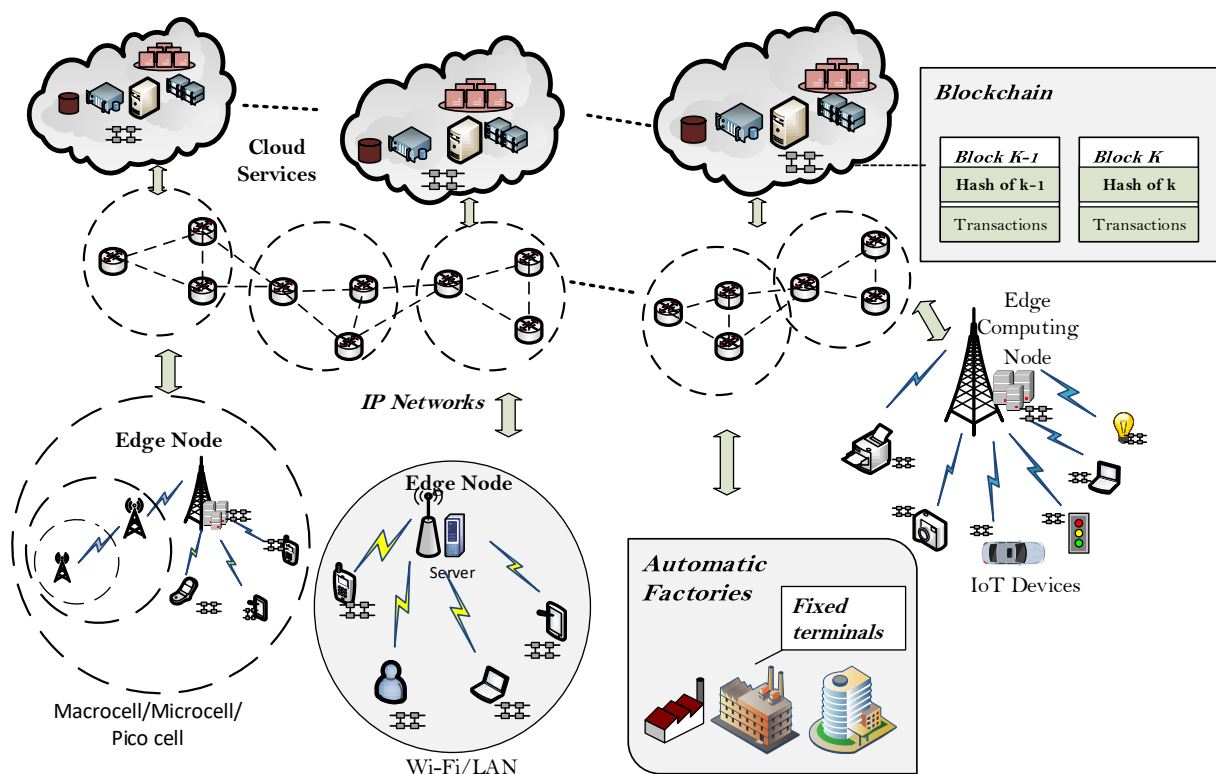 Cloud
Services
Blockchain
Block K-1
Hash of k-1
Transactions
Block K
Hash of k
Transactions
Edge
Computing
Node
IP Networks
Edge Node
Edge Node
Server
IoT Devices
Automatic
Factories
Fixed
terminals
Macrocell/Microcell/
Pico cell
Wi-Fi/LAN